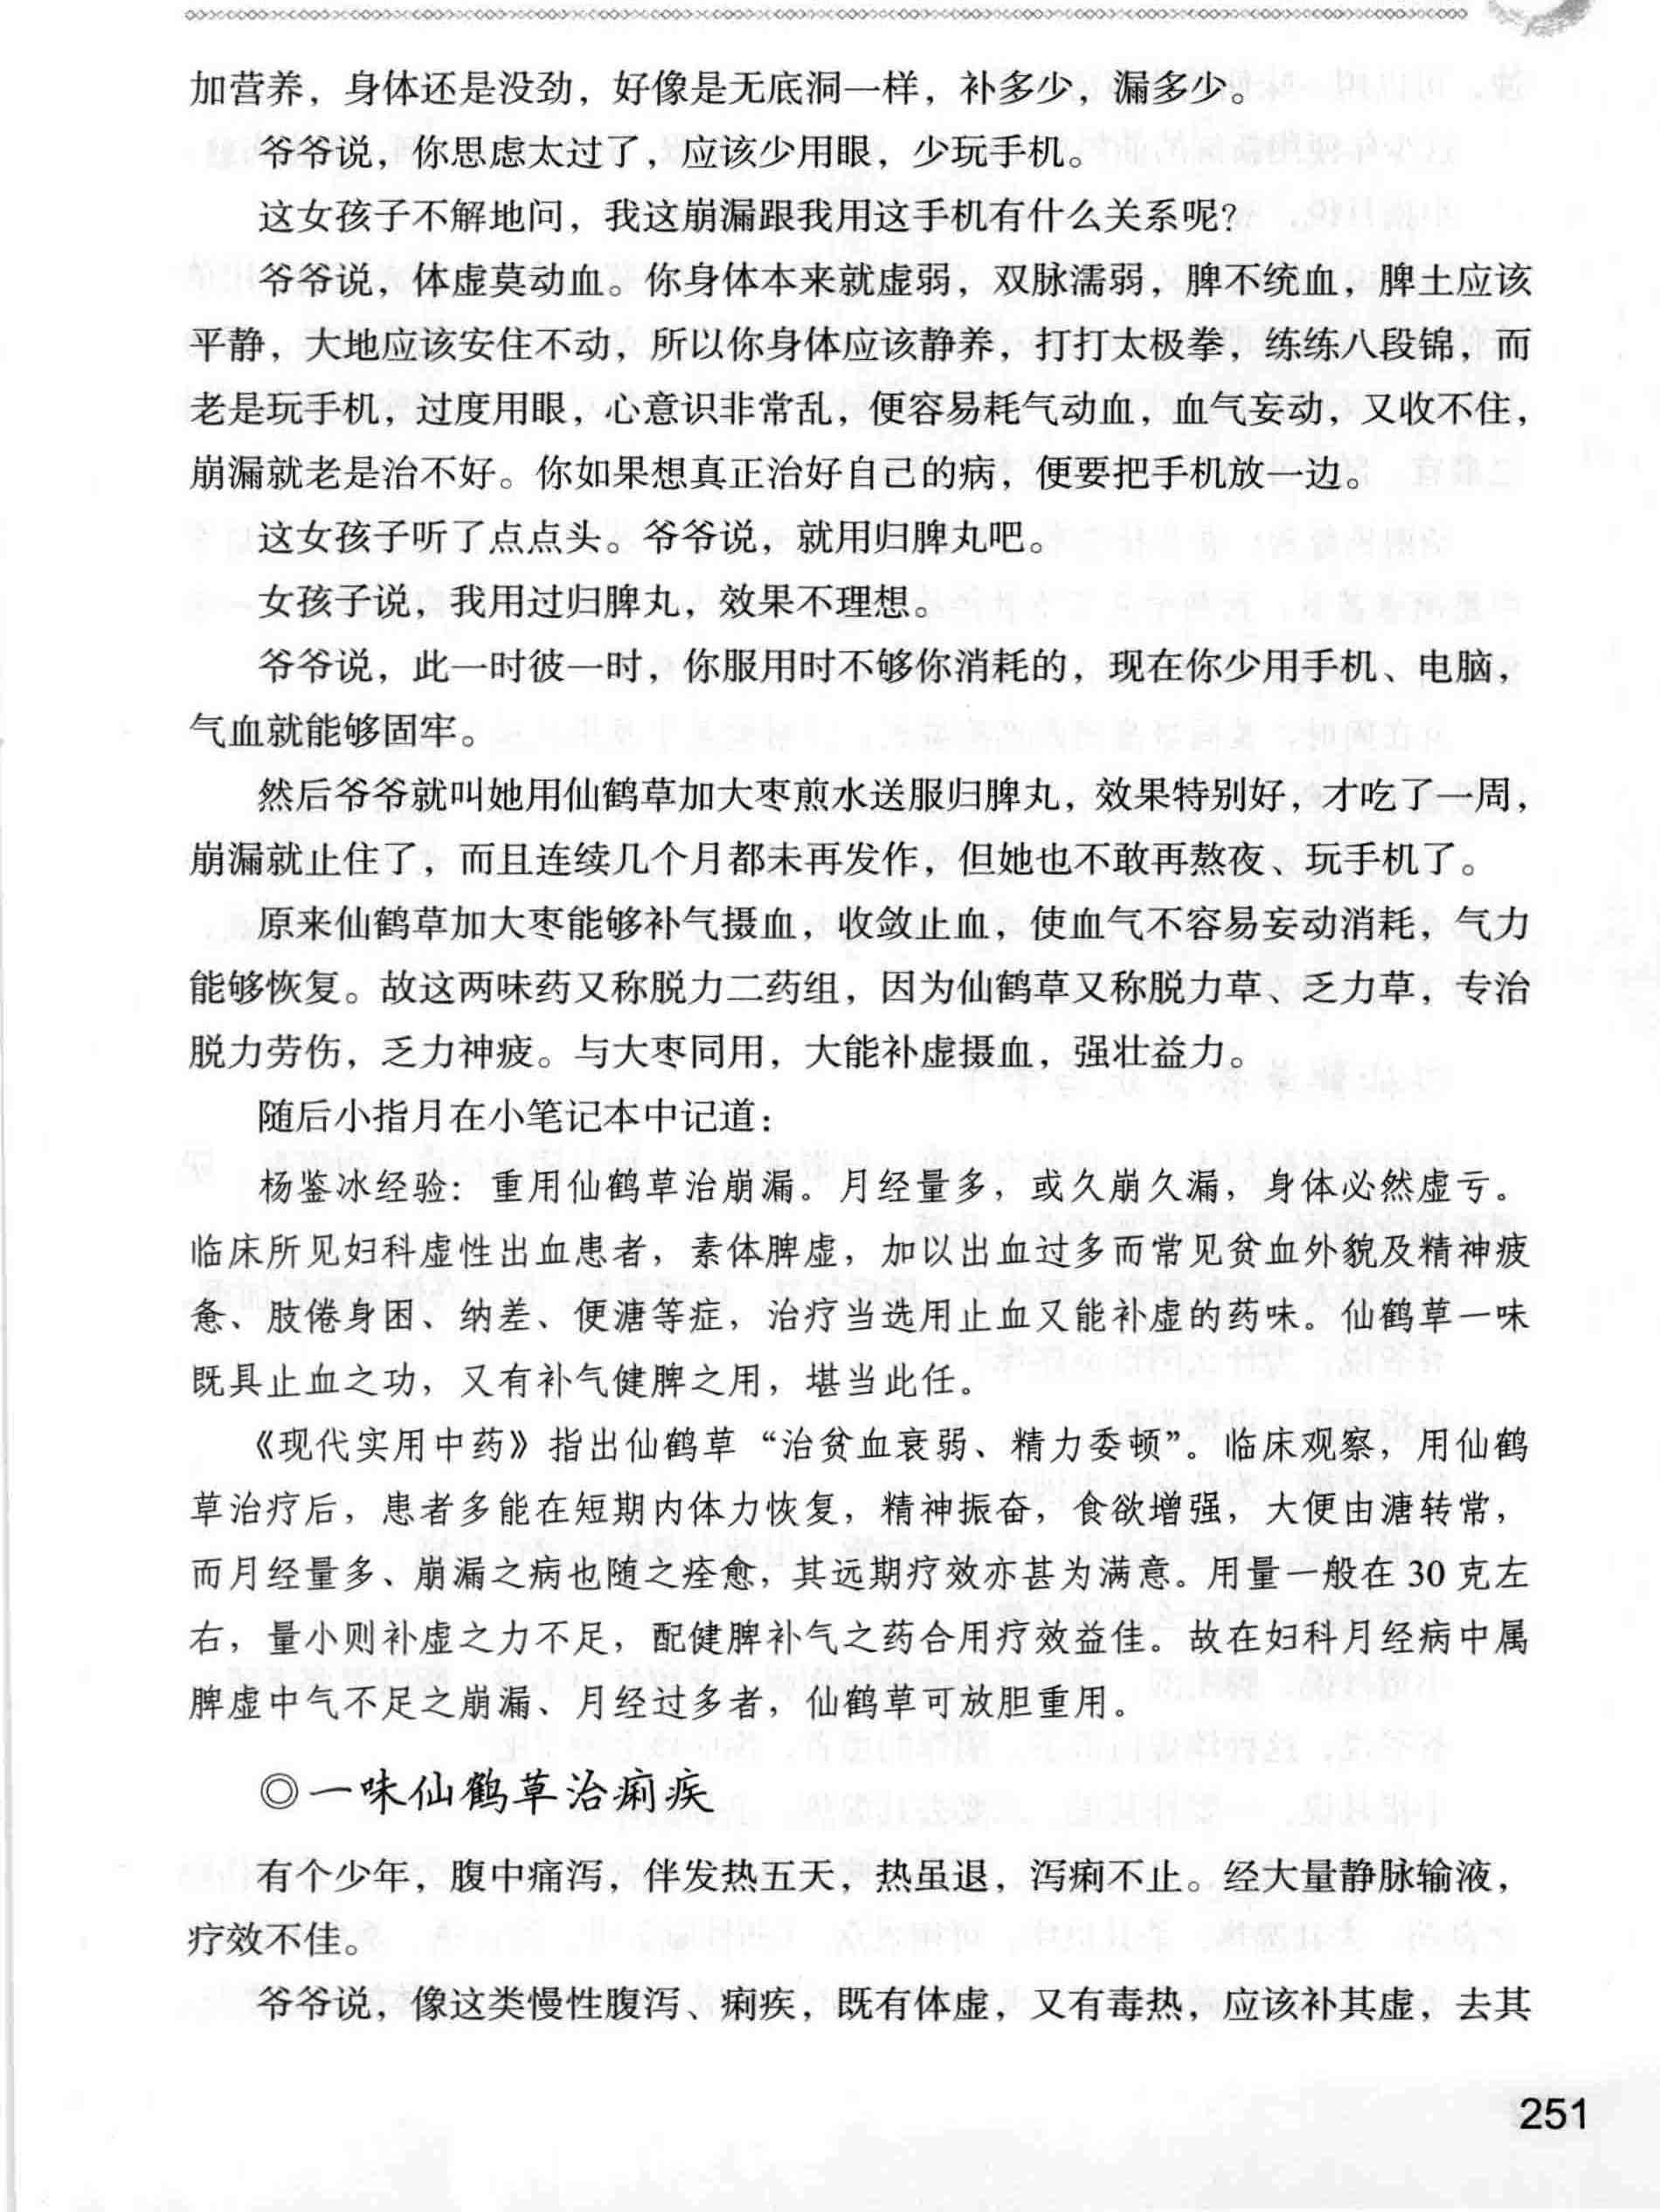 加营养，身体还是没劲，好像是无底洞一样，补多少，漏多少。
爷爷说，你思虑太过了，应该少用眼，少玩手机。
这女孩子不解地问，我这崩漏跟我用这手机有什么关系呢？
爷爷说，体虚莫动血。你身体本来就虚弱，双脉濡弱，脾不统血，脾土应该
平静，大地应该安住不动，所以你身体应该静养，打打太极拳，练练八段锦，而
老是玩手机，过度用眼，心意识非常乱，便容易耗气动血，血气妄动，又收不住，
崩漏就老是治不好。你如果想真正治好自己的病，便要把手机放一边。
这女孩子听了点点头。爷爷说，就用归脾丸吧。
女孩子说，我用过归脾丸，效果不理想。
爷爷说，此一时彼一时，你服用时不够你消耗的，现在你少用手机、电脑，
气血就能够固牢。
然后爷爷就叫她用仙鹤草加大枣煎水送服归脾丸，效果特别好，才吃了一周，
崩漏就止住了，而且连续几个月都未再发作，但她也不敢再熬夜、玩手机了。
原来仙鹤草加大枣能够补气摄血，收敛止血，使血气不容易妄动消耗，气力
能够恢复。故这两味药又称脱力二药组，因为仙鹤草又称脱力草、乏力草，专治
脱力劳伤，乏力神疲。与大枣同用，大能补虚摄血，强壮益力。
随后小指月在小笔记本中记道：
杨鉴冰经验：重用仙鹤草治崩漏。月经量多，或久崩久漏，身体必然虚亏。
临床所见妇科虚性出血患者，素体脾虚，加以出血过多而常见贫血外貌及精神疲
惫、肢倦身困、纳差、便溏等症，治疗当选用止血又能补虚的药味。仙鹤草一味
既具止血之功，又有补气健脾之用，堪当此任。
《现代实用中药》指出仙鹤草“治贫血衰弱、精力委顿”。临床观察，用仙鹤
草治疗后，患者多能在短期内体力恢复，精神振奋，食欲增强，大便由溏转常，
而月经量多、崩漏之病也随之痊愈，其远期疗效亦甚为满意。用量一般在 30 克左
右，量小则补虚之力不足，配健脾补气之药合用疗效益佳。故在妇科月经病中属
脾虚中气不足之崩漏、月经过多者，仙鹤草可放胆重用。
◎一味仙鹤草治痢疾
有个少年，腹中痛泻，伴发热五天，热虽退，泻痢不止。经大量静脉输液，
疗效不佳。
爷爷说，像这类慢性腹泻、痢疾，既有体虚，又有毒热，应该补其虚，去其
251